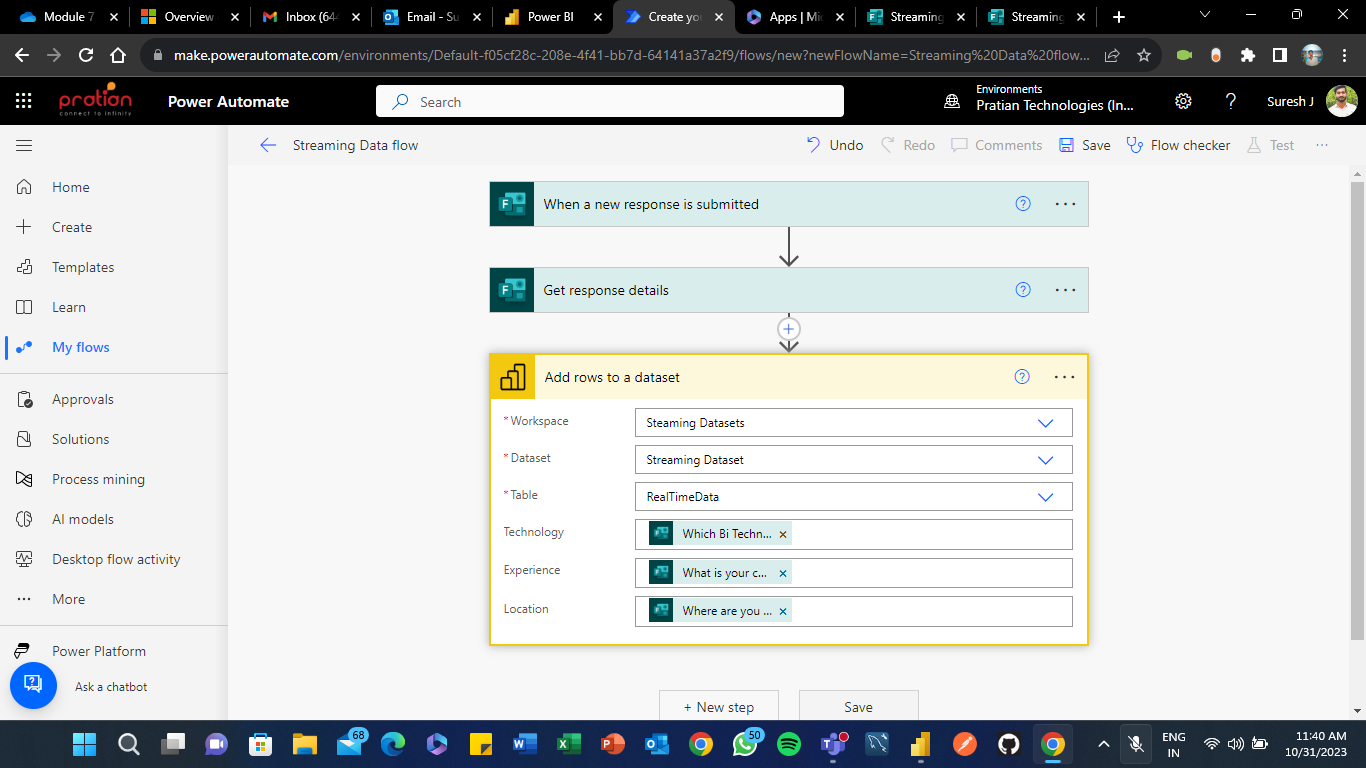 Module 7
Overview
Inbox (64
Email - Su
Power BI
Create you
Apps | Mic
Streaming
Streaming
make.powerautomate.com/environments/Default-f05cf28c-208e-4f41-bb7d-64141a37a2f9/flows/new?newFlowName=Streaming%20Data%20flow...
pration
connect to infinity
Power Automate
Search
Environments
Pratian Technologies (In...
?
Suresh J
Streaming Data flow
Undo
Redo
Comments
Save
Flow checker
Test
...
Home
Create
Templates
Learn
My flows
Approvals
Solutions
Process mining
AI models
Desktop flow activity
More
Power Platform
Ask a chatbot
When a new response is submitted
Get response details
Add rows to a dataset
* Workspace
Steaming Datasets
* Dataset
Streaming Dataset
* Table
RealTimeData
Technology
Which Bi Techn...
Experience
What is your c...
Location
Where are you ...
+ New step
Save
68
50
ENG
IN
11:40 AM
10/31/2023